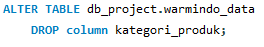 ALTER TABLE db_project.warmindo_data
DROP column kategori_produk;